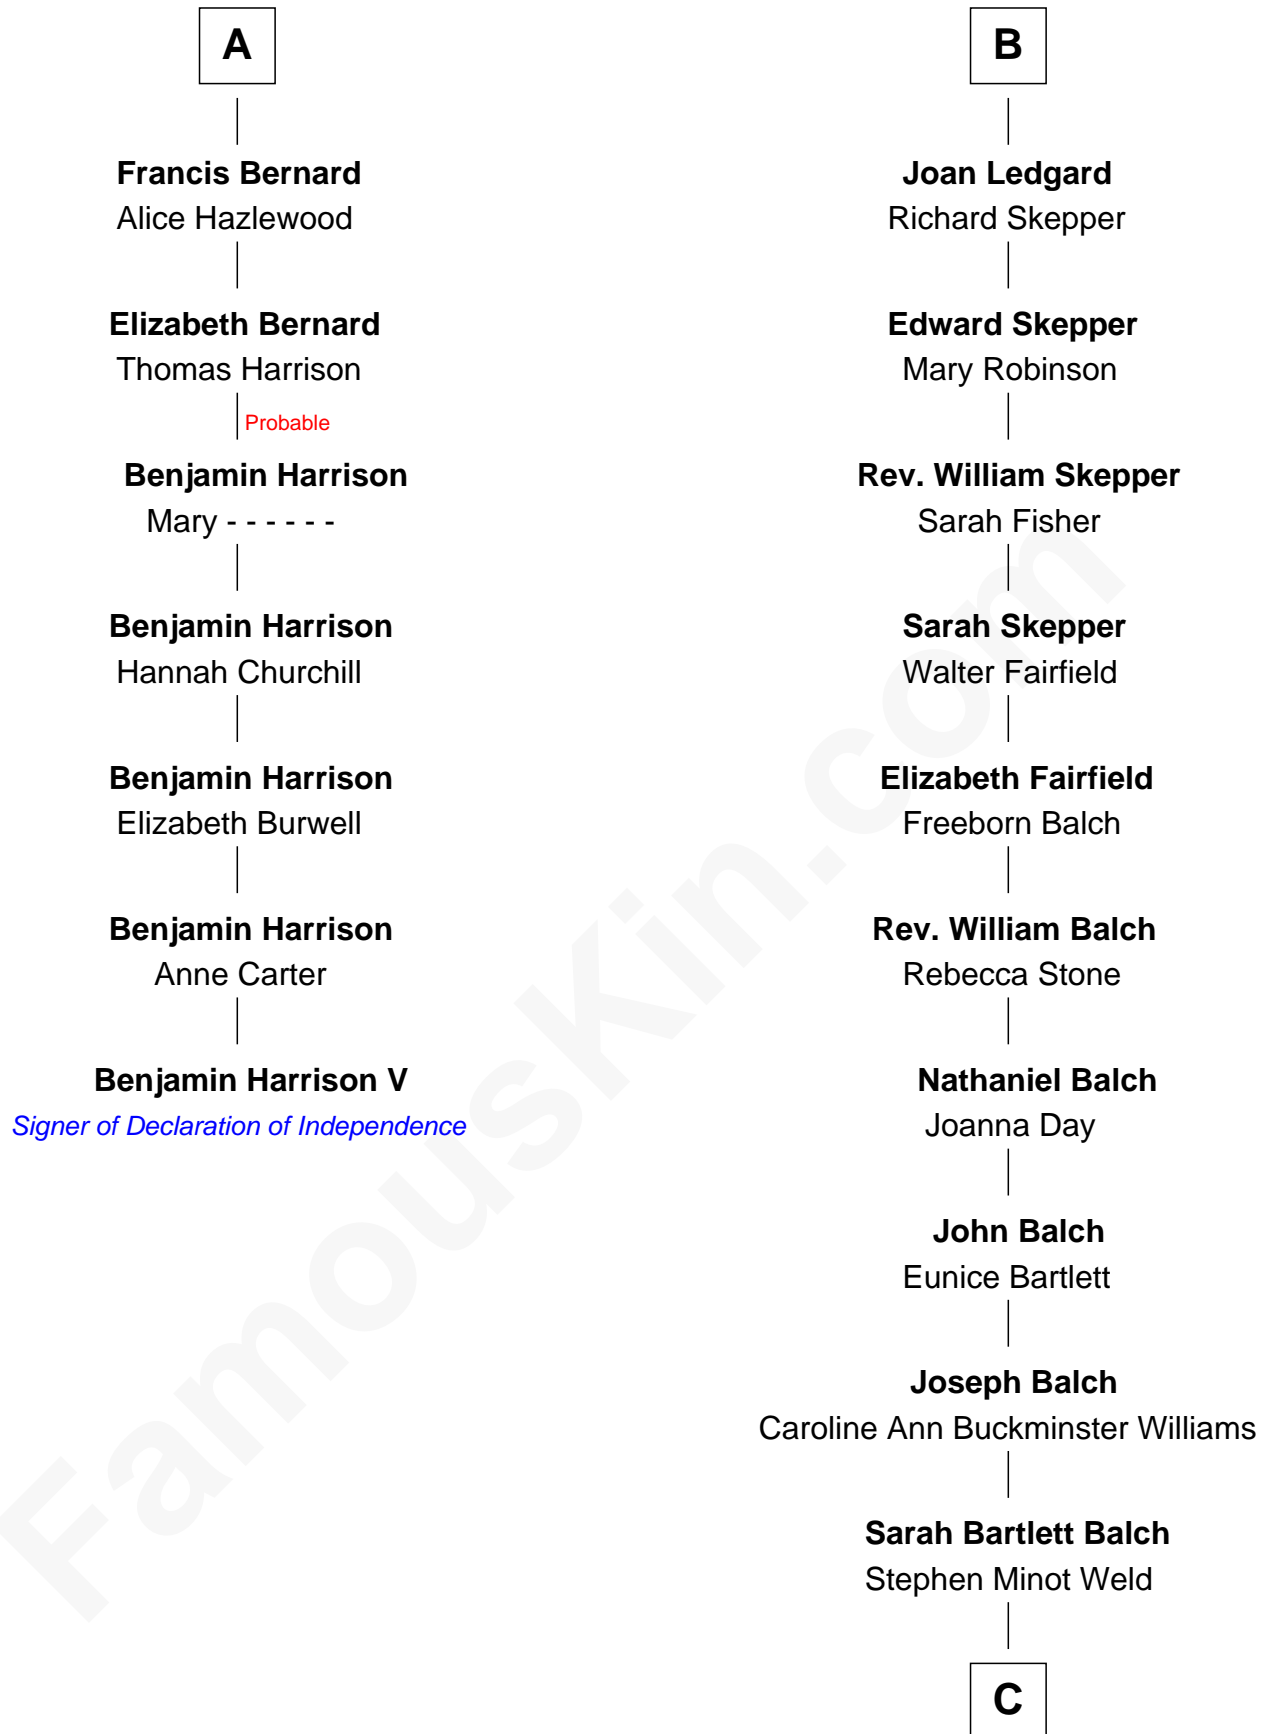 A
Francis Bernard
Alice Hazlewood
Elizabeth Bernard
Thomas Harrison
Probable
Benjamin Harrison
Mary - - - - - -
Benjamin Harrison
Hannah Churchill
Benjamin Harrison
Elizabeth Burwell
Benjamin Harrison
Anne Carter
Benjamin Harrison V
Signer of Declaration of Independence
B
Joan Ledgard
Richard Skepper
Edward Skepper
Mary Robinson
Rev. William Skepper
Sarah Fisher
Sarah Skepper
Walter Fairfield
Elizabeth Fairfield
Freeborn Balch
Rev. William Balch
Rebecca Stone
Nathaniel Balch
Joanna Day
John Balch
Eunice Bartlett
Joseph Balch
Caroline Ann Buckminster Williams
Sarah Bartlett Balch
Stephen Minot Weld
C
FamousKin.com